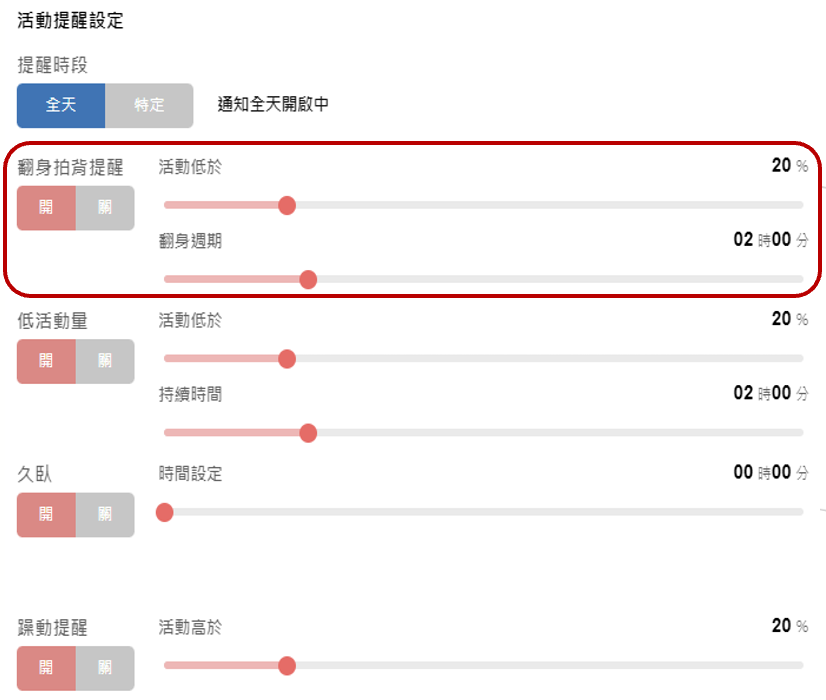 活動提醒設定
提醒時段
全天 特定 通知全天開啟中
翻身拍背提醒 活動低於 20 %
開 關
翻身週期 02 時00 分
低活動量 活動低於 20 %
開 關
持續時間 02 時00 分
久臥 時間設定 00 時00 分
開 關
躁動提醒 活動高於 20 %
開 關